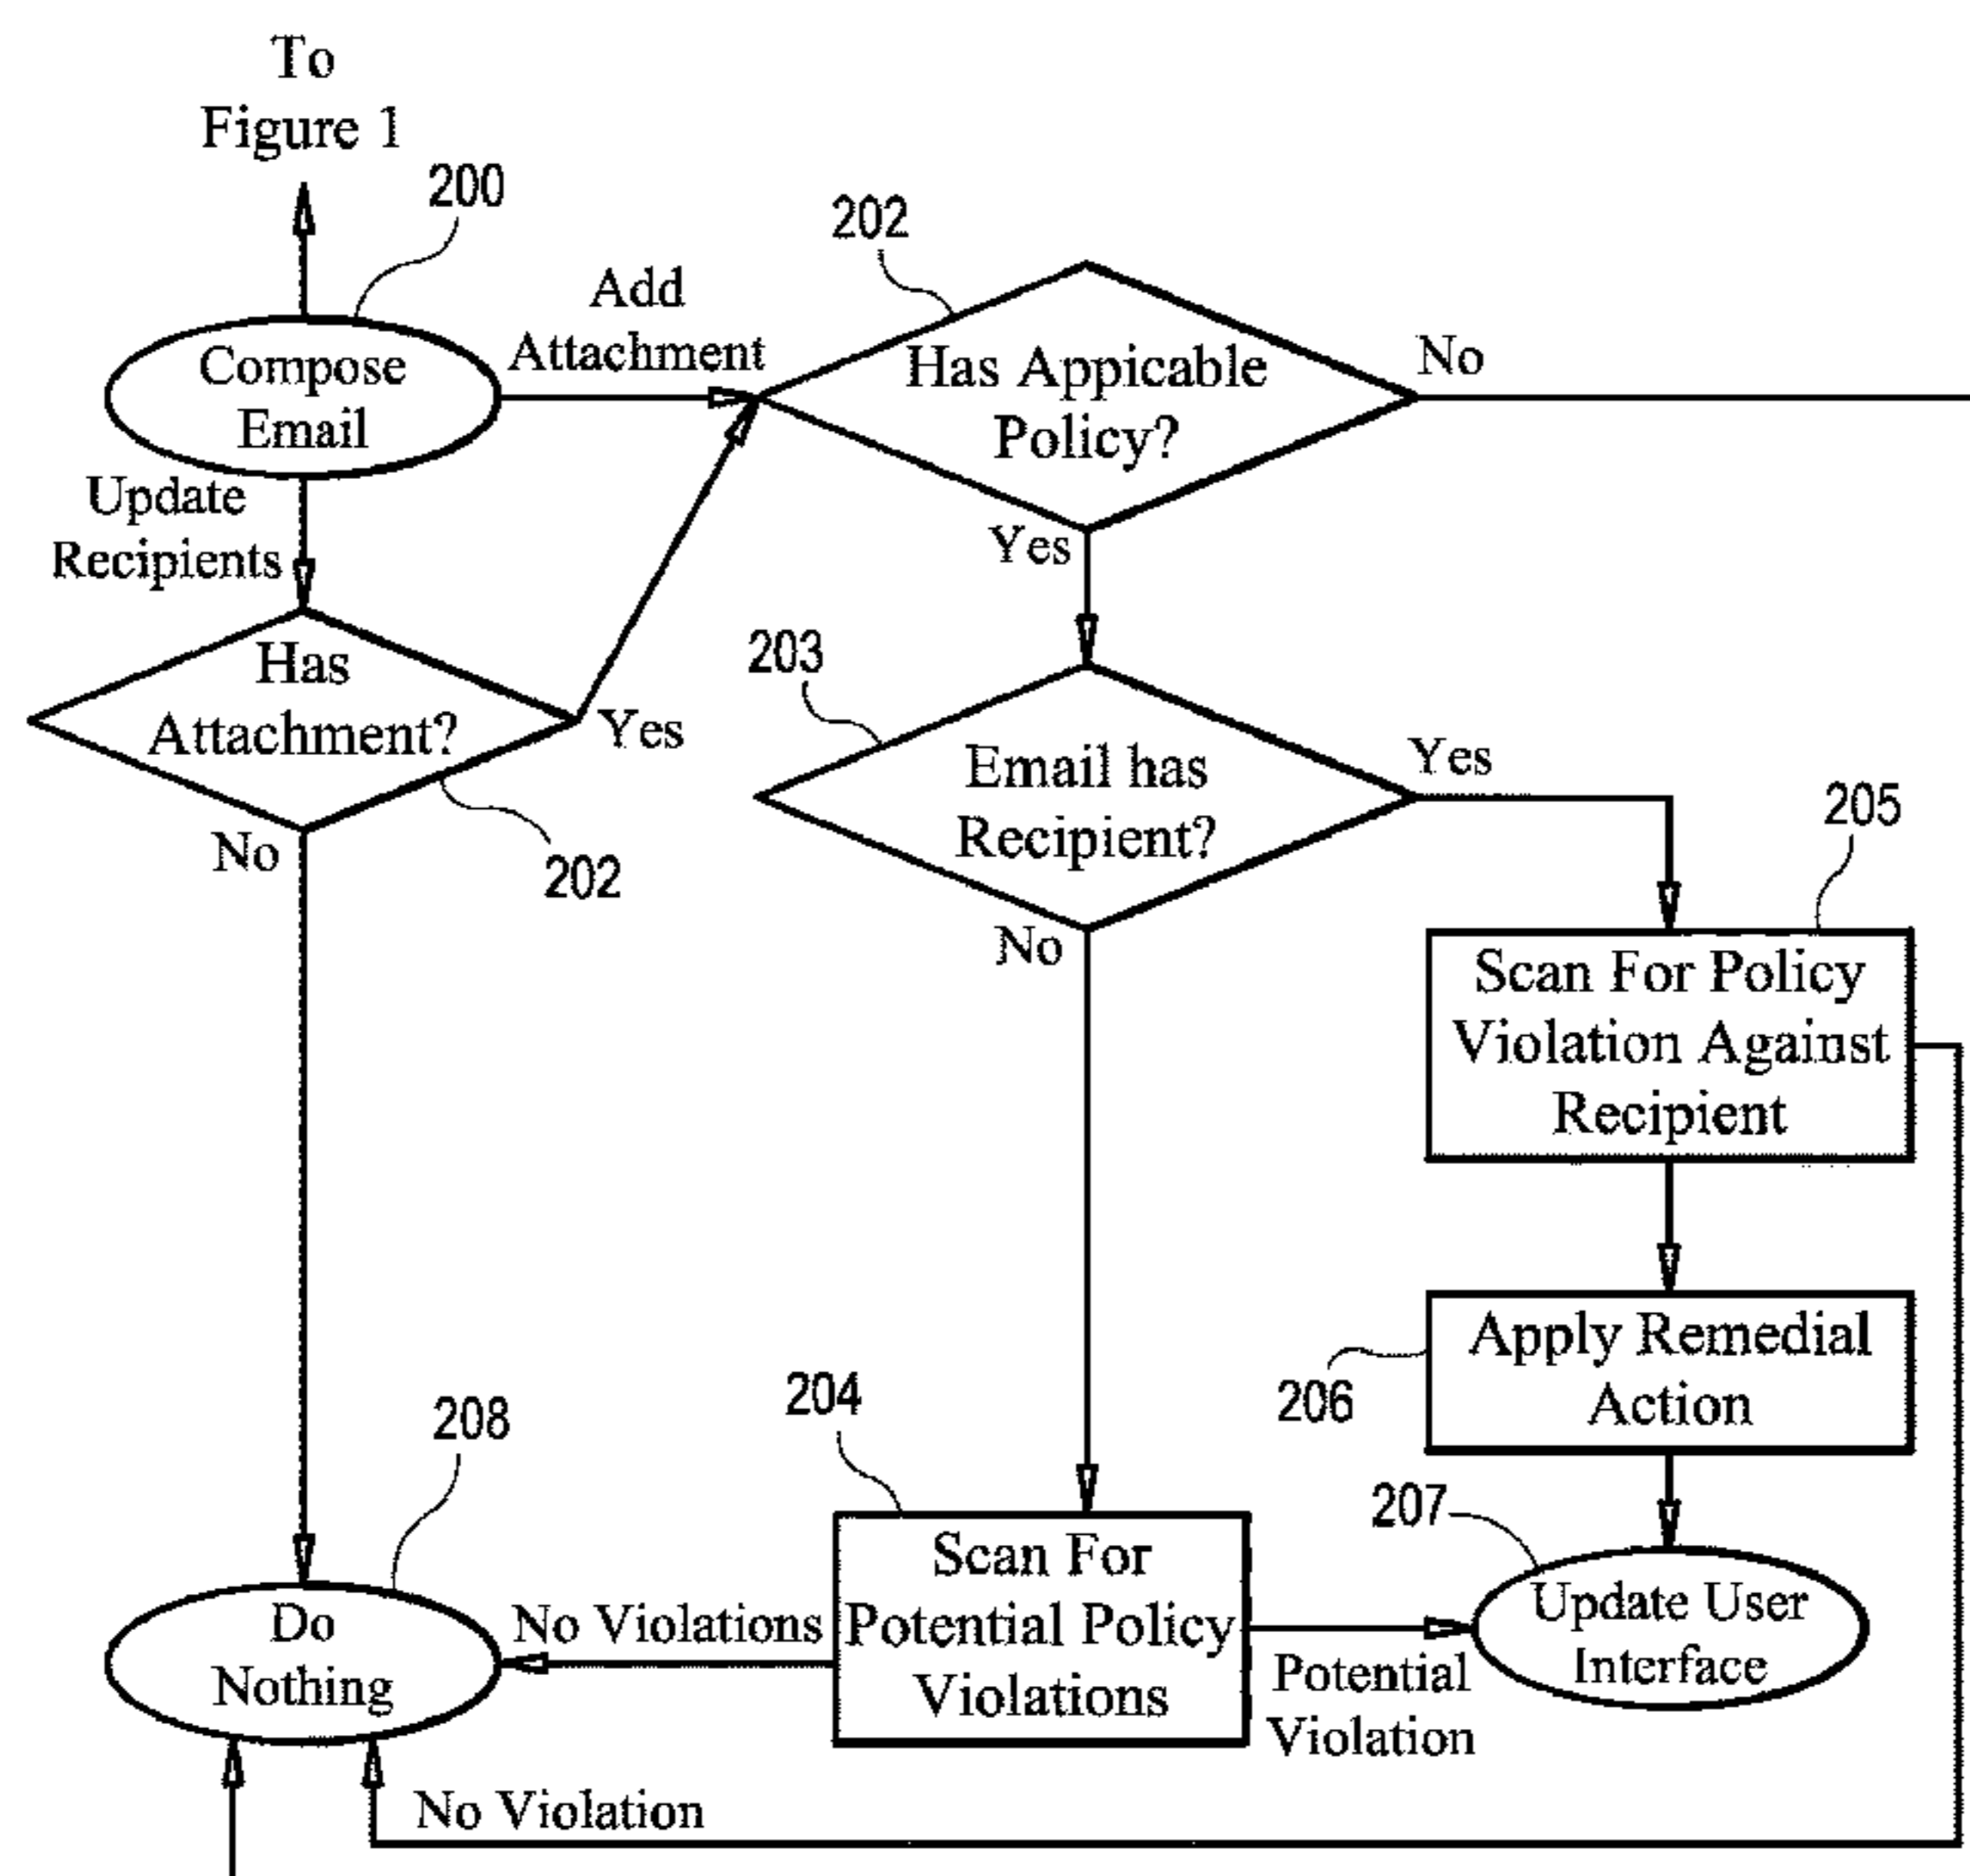 To
Figure 1
200
202
Add
Attachment
Compose
Email
Has Appicable
Policy?
No
Yes
Update
Recipients
Has
Attachment?
Yes
No
202
203
Email has
Recipient?
Yes
No
205
Scan For Policy
Violation Against
Recipient
Apply Remedial
Action
206
204
208
207
Scan For
Potential Policy
Violations
Update User
Interface
Do
Nothing
No Violations
Potential
Violation
No Violation